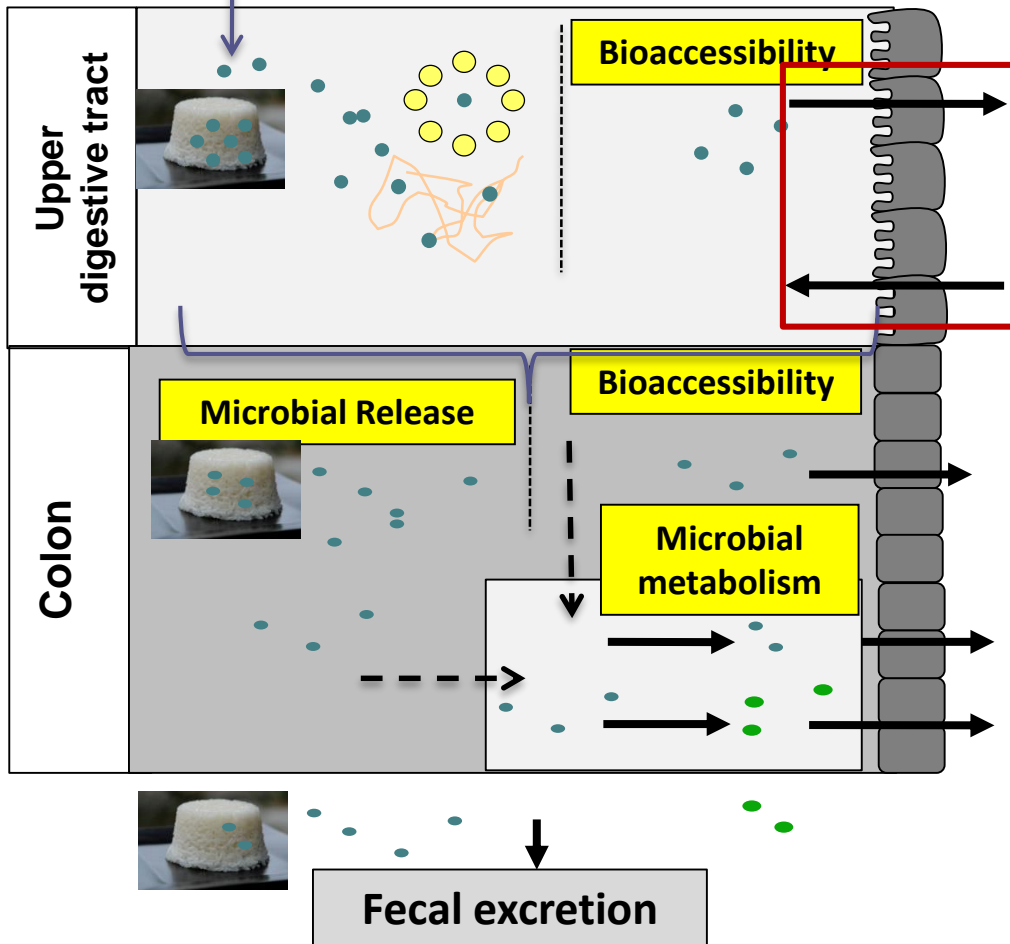 Upper
digestive tract
Bioaccessibility
Colon
Microbial Release
Bioaccessibility
Microbial
metabolism
Fecal excretion